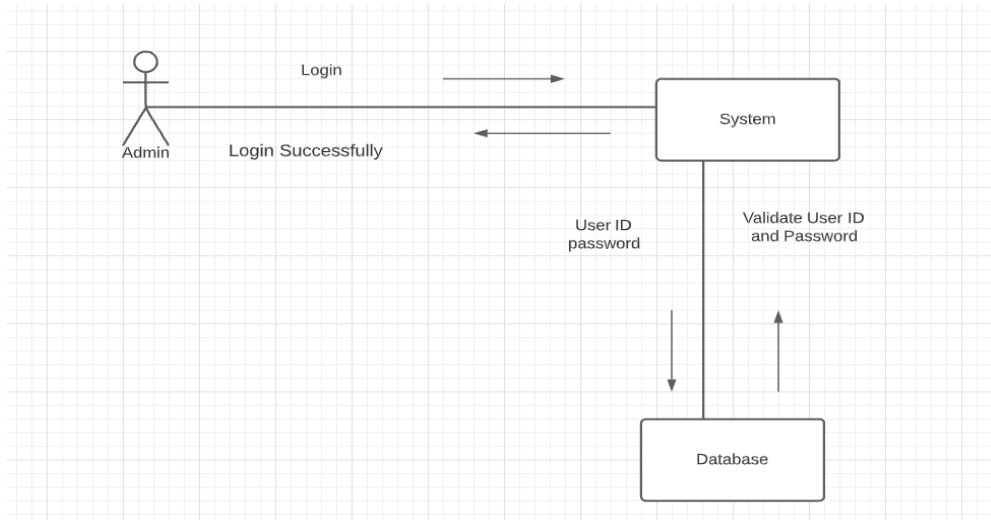 Login
System
Admin
Login Successfully
User ID
password
Validate User ID
and Password
Database